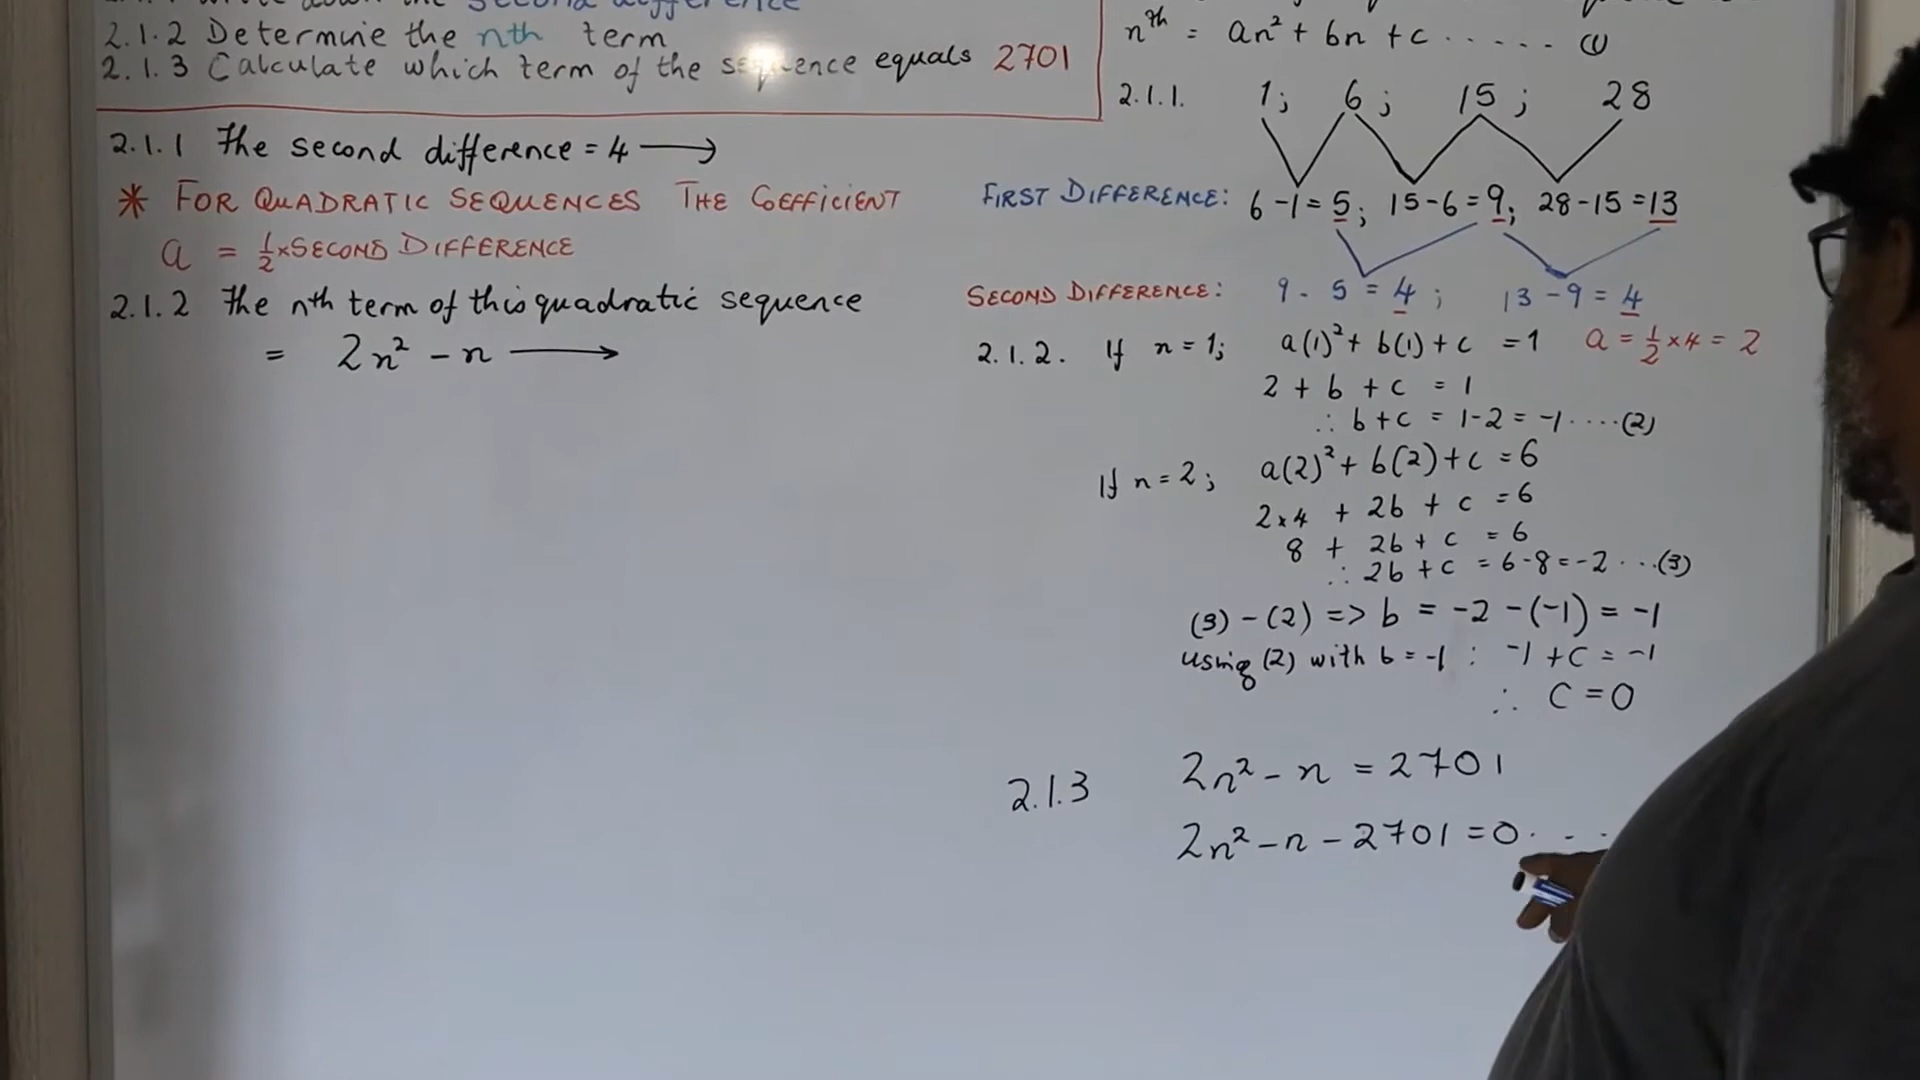 second difference
2.1.2 Determine the nth term
2.1.3 Calculate which term of the sequence equals 2701
2.1.1 The second difference = 4 →
* FOR QUADRATIC SEQUENCES THE COEFFICIENT
a = 1/2 × SECOND DIFFERENCE
2.1.2 The nth term of this quadratic sequence
= 2n² - n →
nth = an² + bn + c ...... (1)
2.1.1. 1; 6; 15; 28
FIRST DIFFERENCE: 6-1=5; 15-6=9; 28-15=13
SECOND DIFFERENCE: 9-5=4; 13-9=4
2.1.2. If n=1; a(1)²+b(1)+c =1 a = 1/2 × 4 = 2
2 + b + c = 1
∴ b+c = 1-2 = -1 ....(2)
If n=2; a(2)²+b(2)+c =6
2×4 + 2b + c =6
8 + 2b + c = 6
∴ 2b + c = 6-8=-2 ...(3)
(3)-(2) => b = -2-(-1) = -1
Using (2) with b=-1 : -1+C=-1
∴ C=0
2.1.3 2n²-n = 2701
2n²-n-2701=0...